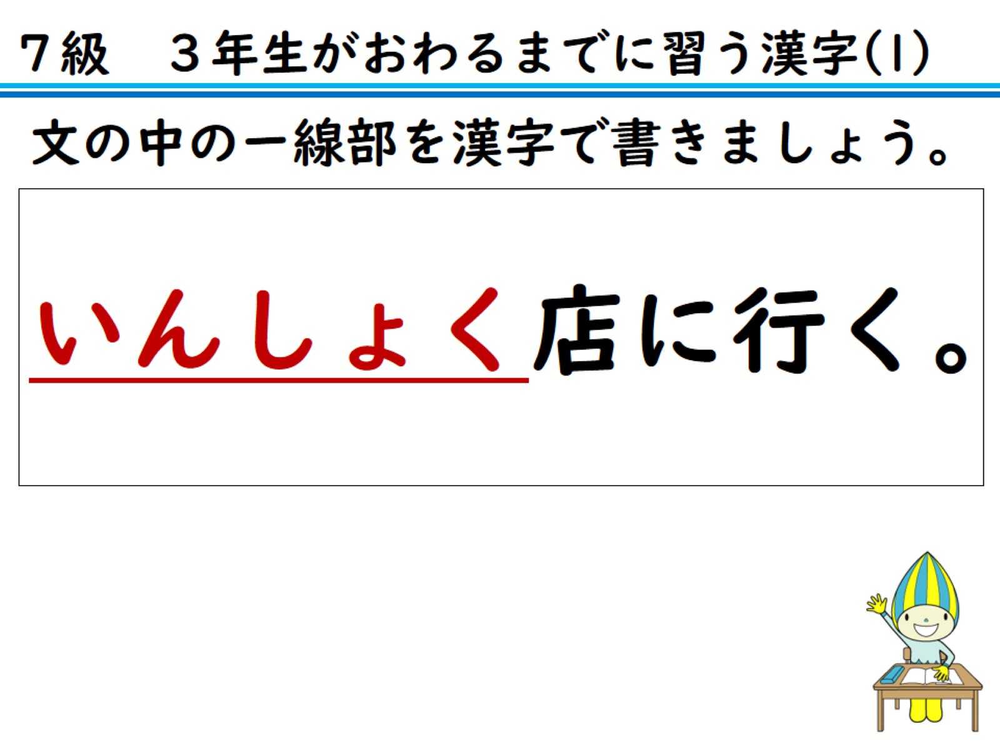 ７級　３年生がおわるまでに習う漢字(1)
文の中の―線部を漢字で書きましょう。
いんしょく店に行く。